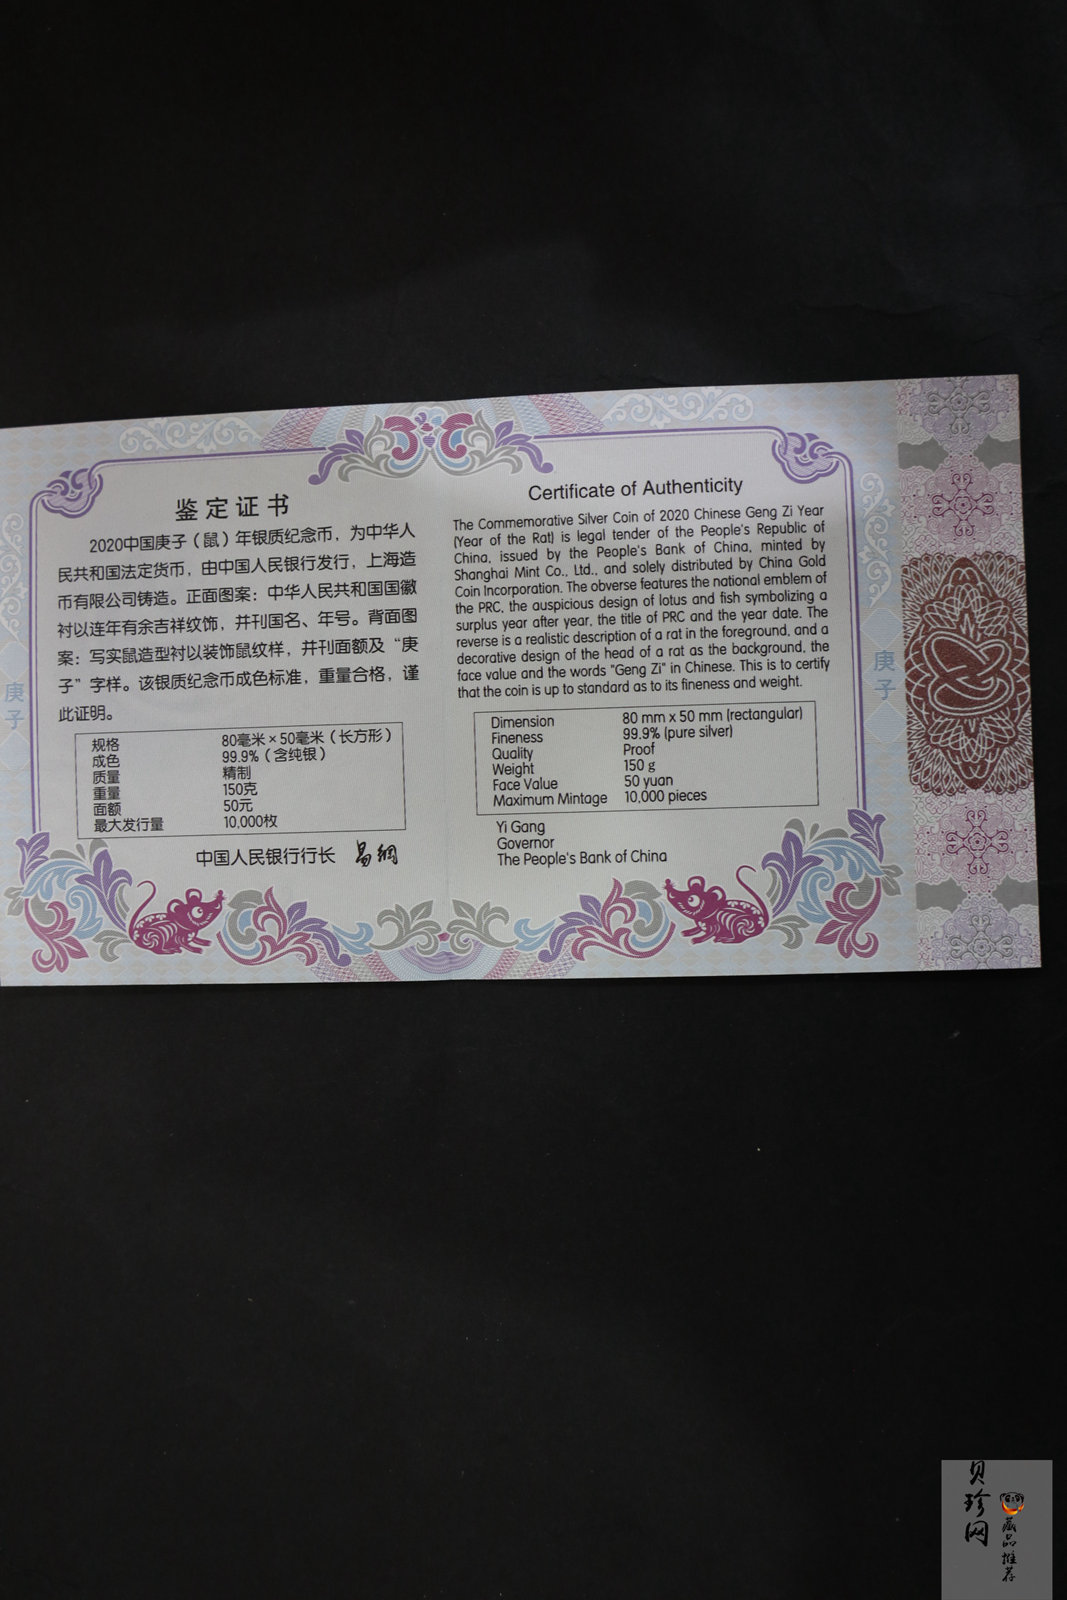 鉴定证书
2020中国庚子（鼠）年银质纪念币，为中华人
民共和国法定货币，由中国人民银行发行，上海造
币有限公司铸造。正面图案：中华人民共和国国徽
衬以连年有余吉祥纹饰，并刊国名、年号。背面图
案：写实鼠造型衬以装饰鼠纹样，并刊面额及“庚
子”字样。该银质纪念币成色标准，重量合格，谨
此证明。
规格 80毫米×50毫米（长方形）
成色 99.9%（含纯银）
质量 精制
重量 150克
面额 50元
最大发行量 10,000枚
中国人民银行行长 易纲
Certificate of Authenticity
The Commemorative Silver Coin of 2020 Chinese Geng Zi Year
(Year of the Rat) is legal tender of the People's Republic of
China, issued by the People's Bank of China, minted by
Shanghai Mint Co., Ltd., and solely distributed by China Gold
Coin Incorporation. The obverse features the national emblem of
the PRC, the auspicious design of lotus and fish symbolizing a
surplus year after year, the title of PRC and the year date. The
reverse is a realistic description of a rat in the foreground, and a
decorative design of the head of a rat as the background, the
face value and the words "Geng Zi" in Chinese. This is to certify
that the coin is up to standard as to its fineness and weight.
Dimension 80 mm x 50 mm (rectangular)
Fineness 99.9% (pure silver)
Quality Proof
Weight 150 g
Face Value 50 yuan
Maximum Mintage 10,000 pieces
Yi Gang
Governor
The People's Bank of China
庚子
庚子
贝珍网
藏品推荐